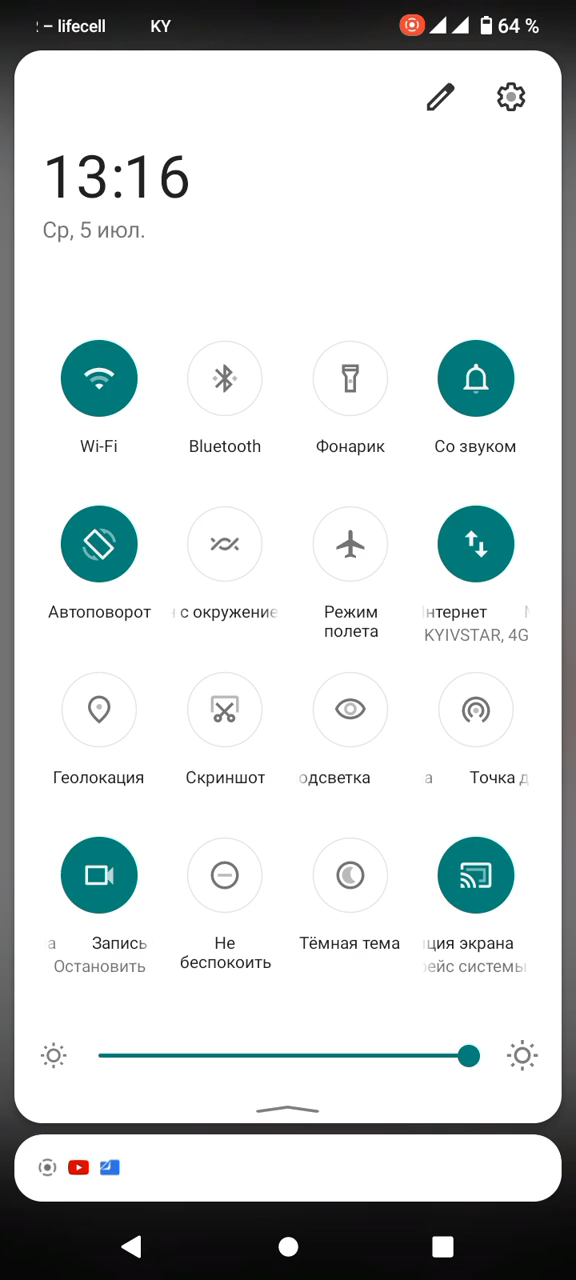 – lifecell KY 64 %
13:16
Ср, 5 июл.
Wi-Fi Bluetooth Фонарик Со звуком
Автоповорот с окружение Режим полета нтернет
KYIVSTAR, 4G
Геолокация Скриншот одсветка а Точка д
а Запись Не беспокоить Тёмная тема ция экрана
Остановить ейс системы